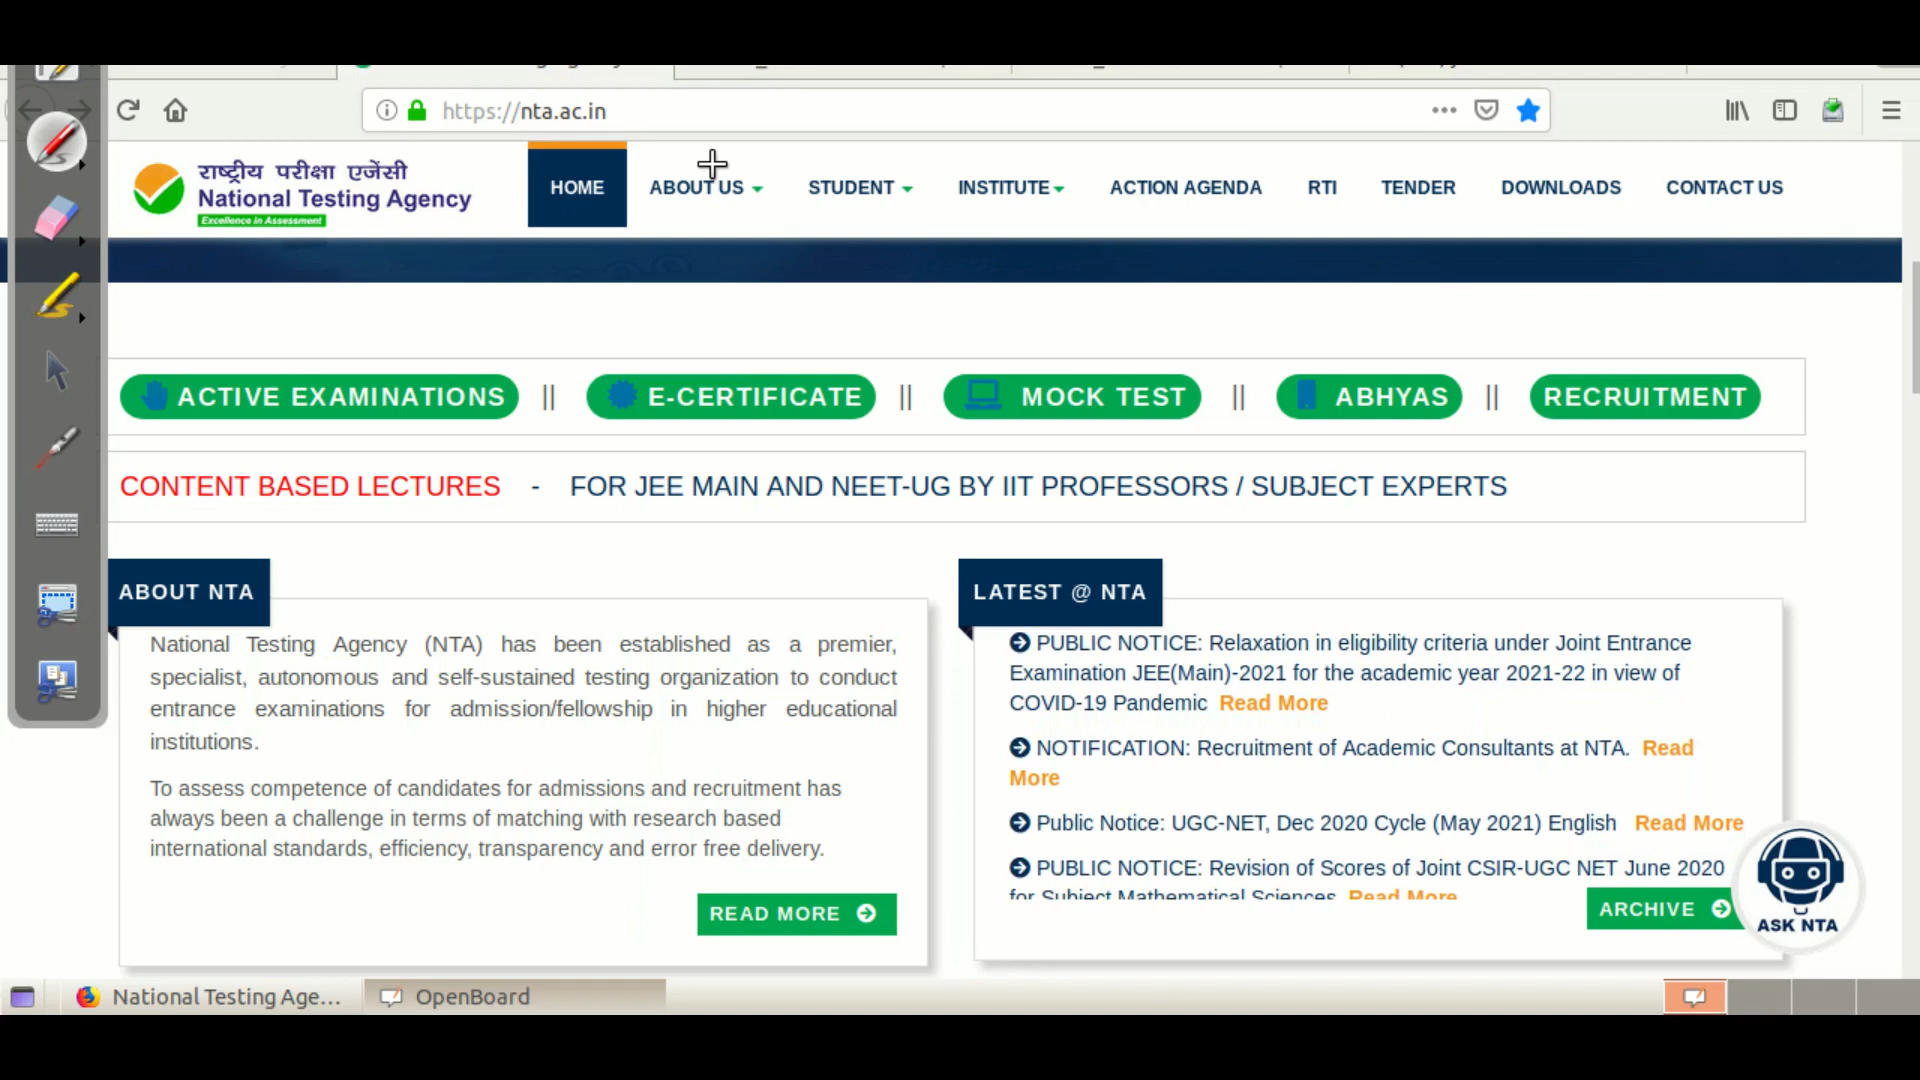 https://nta.ac.in
राष्ट्रीय परीक्षा एजेंसी
National Testing Agency
Excellence in Assessment
HOME
ABOUT US
STUDENT
INSTITUTE
ACTION AGENDA
RTI
TENDER
DOWNLOADS
CONTACT US
ACTIVE EXAMINATIONS || E-CERTIFICATE || MOCK TEST || ABHYAS || RECRUITMENT
CONTENT BASED LECTURES - FOR JEE MAIN AND NEET-UG BY IIT PROFESSORS / SUBJECT EXPERTS
ABOUT NTA
National Testing Agency (NTA) has been established as a premier,
specialist, autonomous and self-sustained testing organization to conduct
entrance examinations for admission/fellowship in higher educational
institutions.
To assess competence of candidates for admissions and recruitment has
always been a challenge in terms of matching with research based
international standards, efficiency, transparency and error free delivery.
READ MORE
LATEST @ NTA
PUBLIC NOTICE: Relaxation in eligibility criteria under Joint Entrance
Examination JEE(Main)-2021 for the academic year 2021-22 in view of
COVID-19 Pandemic Read More
NOTIFICATION: Recruitment of Academic Consultants at NTA. Read
More
Public Notice: UGC-NET, Dec 2020 Cycle (May 2021) English Read More
PUBLIC NOTICE: Revision of Scores of Joint CSIR-UGC NET June 2020
for Subject Mathematical Sciences Read More
ARCHIVE
ASK NTA
National Testing Age...
OpenBoard